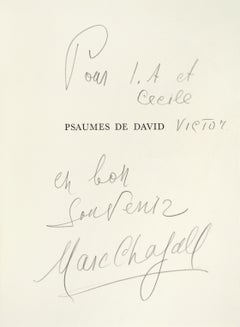 Pour I.A et
Cecile
PSAUMES DE DAVID VICTOR
en bon
Souvenir
Marc Chagall